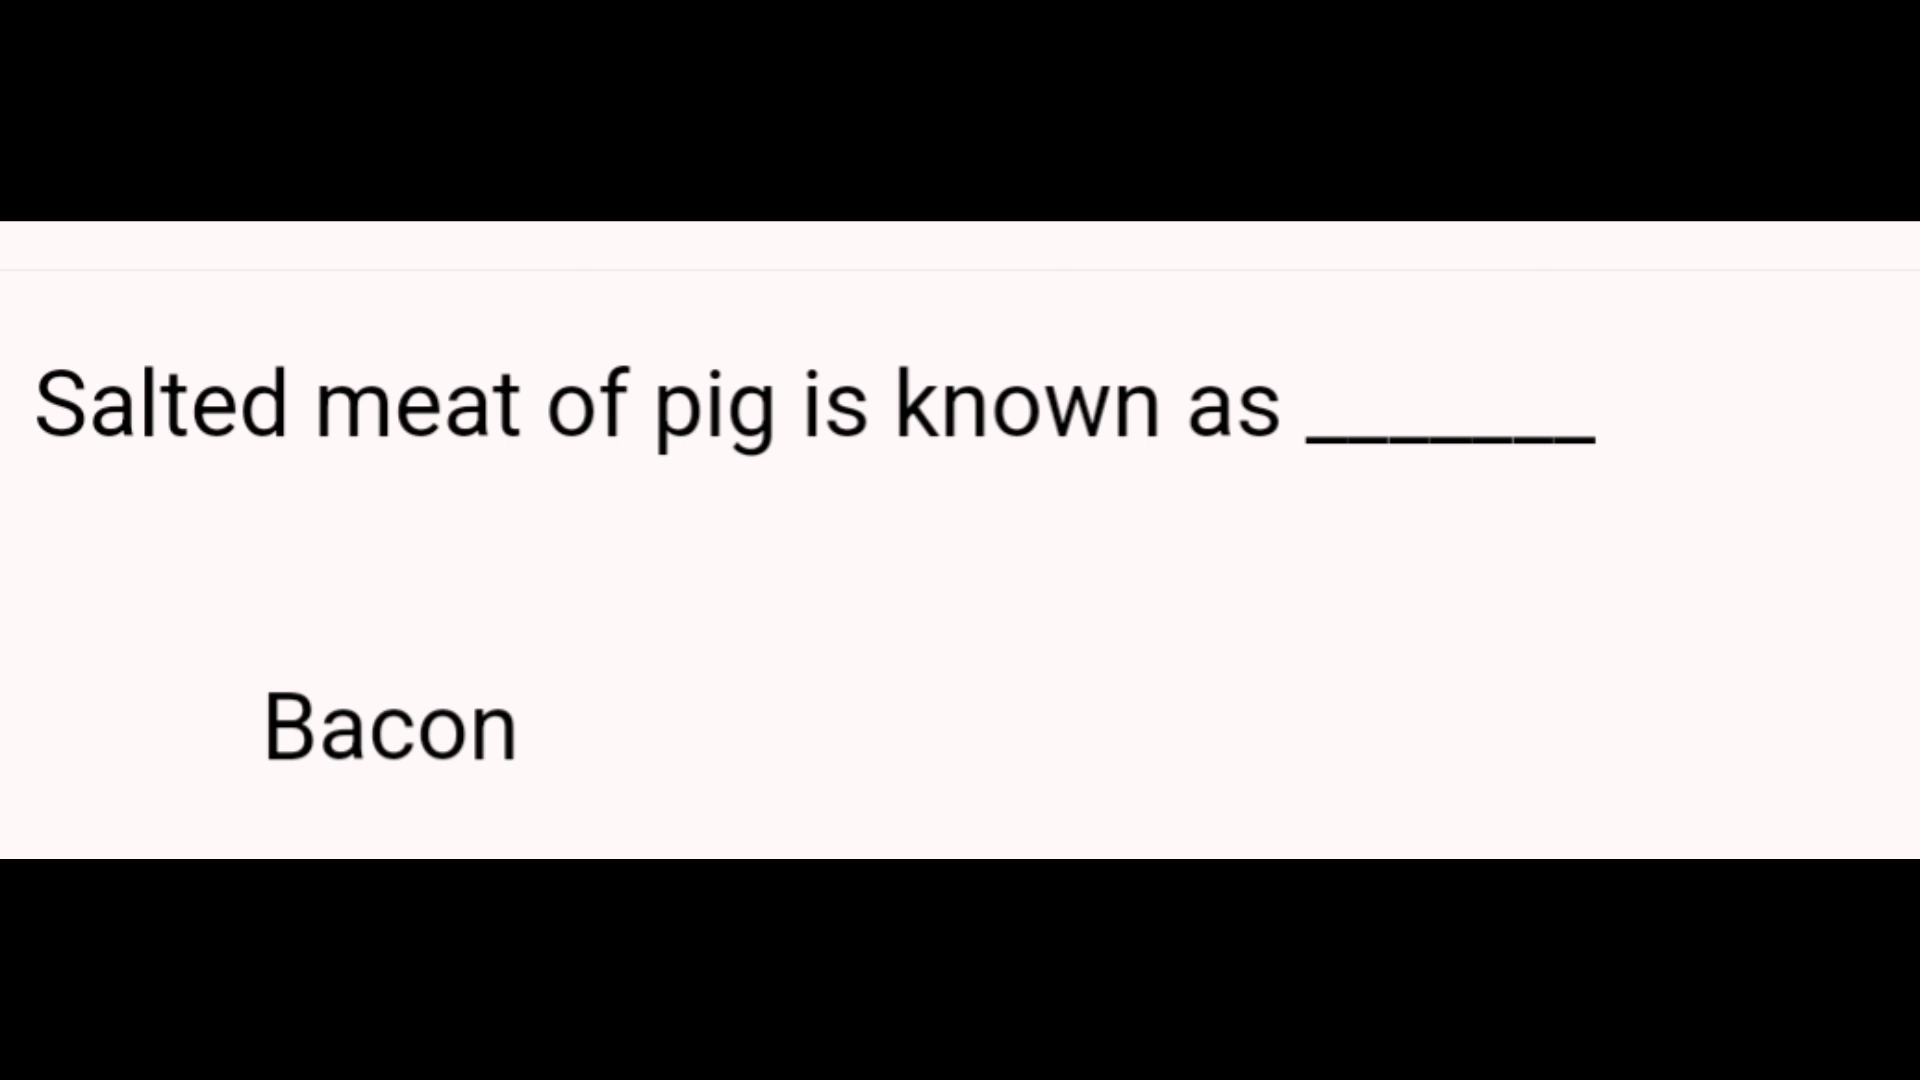 Salted meat of pig is known as _______
Bacon